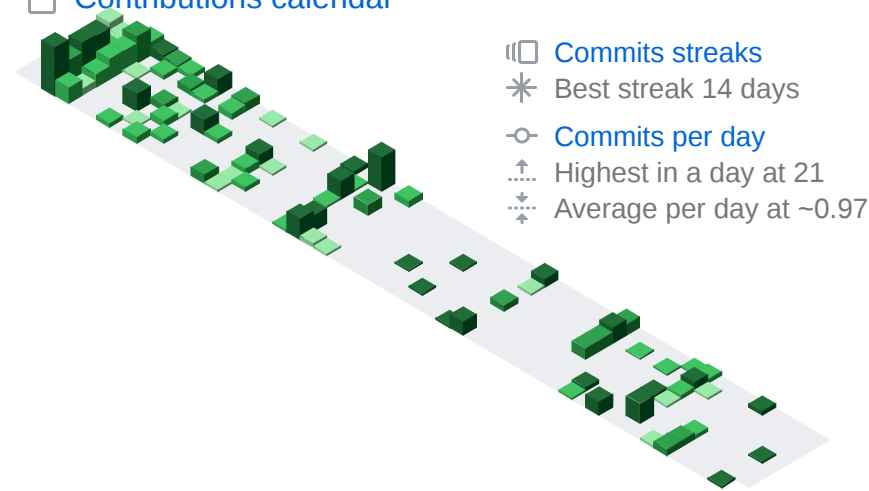 Contributions calendar
Commits streaks
Best streak 14 days
Commits per day
Highest in a day at 21
Average per day at ~0.97